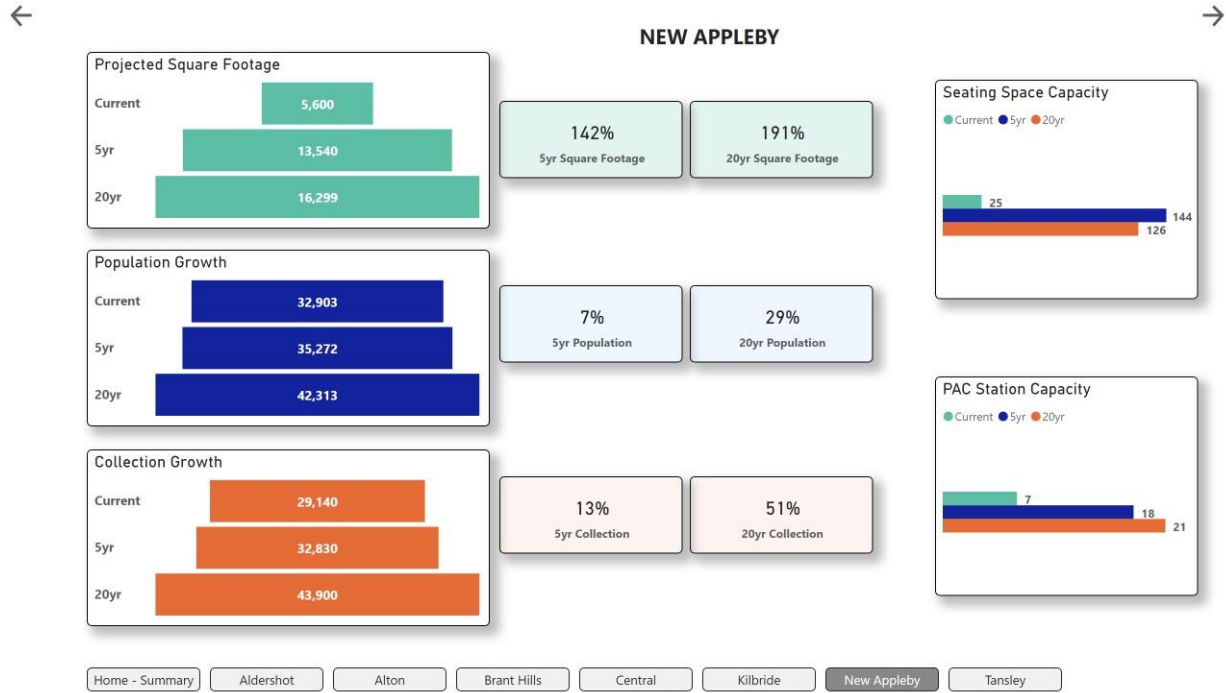 NEW APPLEBY
Projected Square Footage
Current
5,600
5yr
13,540
20yr
16,299
142%
5yr Square Footage
191%
20yr Square Footage
Population Growth
Current
32,903
5yr
35,272
20yr
42,313
7%
5yr Population
29%
20yr Population
Collection Growth
Current
29,140
5yr
32,830
20yr
43,900
13%
5yr Collection
51%
20yr Collection
Seating Space Capacity
Current 5yr 20yr
25
144
126
PAC Station Capacity
Current 5yr 20yr
7
18
21
Home - Summary Aldershot Alton Brant Hills Central Kilbride New Appleby Tansley